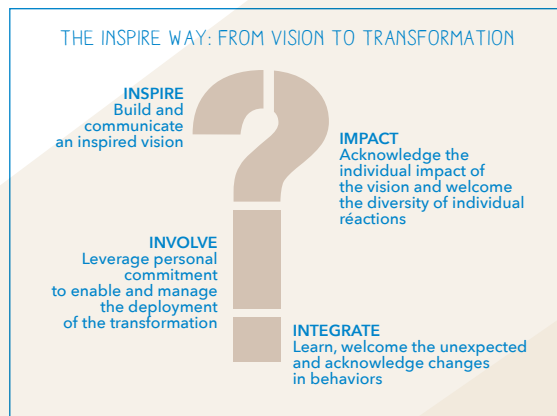 THE INSPIRE WAY: FROM VISION TO TRANSFORMATION
INSPIRE
Build and
communicate
an inspired vision
IMPACT
Acknowledge the
individual impact of
the vision and welcome
the diversity of individual
réactions
INVOLVE
Leverage personal
commitment
to enable and manage
the deployment
of the transformation
INTEGRATE
Learn, welcome the unexpected
and acknowledge changes
in behaviors